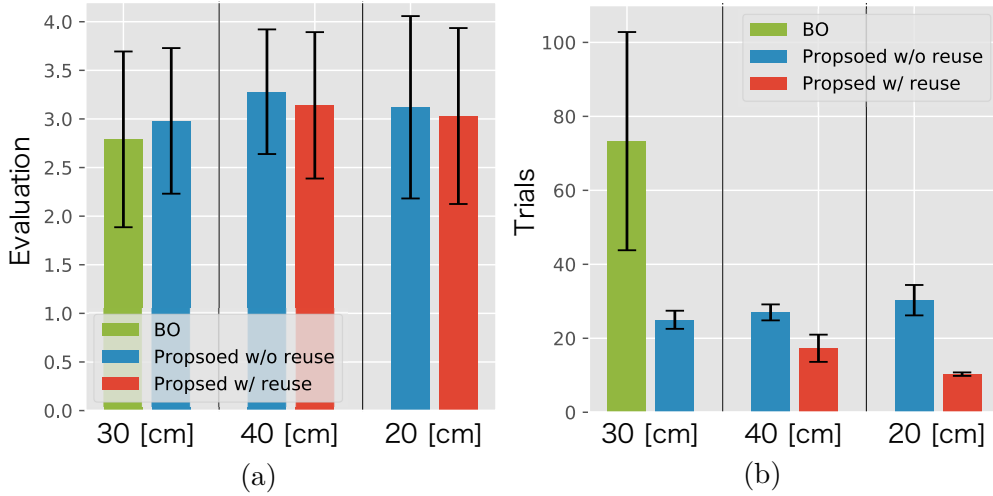 4.0
3.5
3.0
2.5
2.0
1.5
1.0
0.5
0.0
Evaluation
BO
Propsoed w/o reuse
Propsed w/ reuse
30 [cm]
40 [cm]
20 [cm]
(a)
100
80
60
40
20
0
Trials
BO
Propsoed w/o reuse
Propsed w/ reuse
30 [cm]
40 [cm]
20 [cm]
(b)